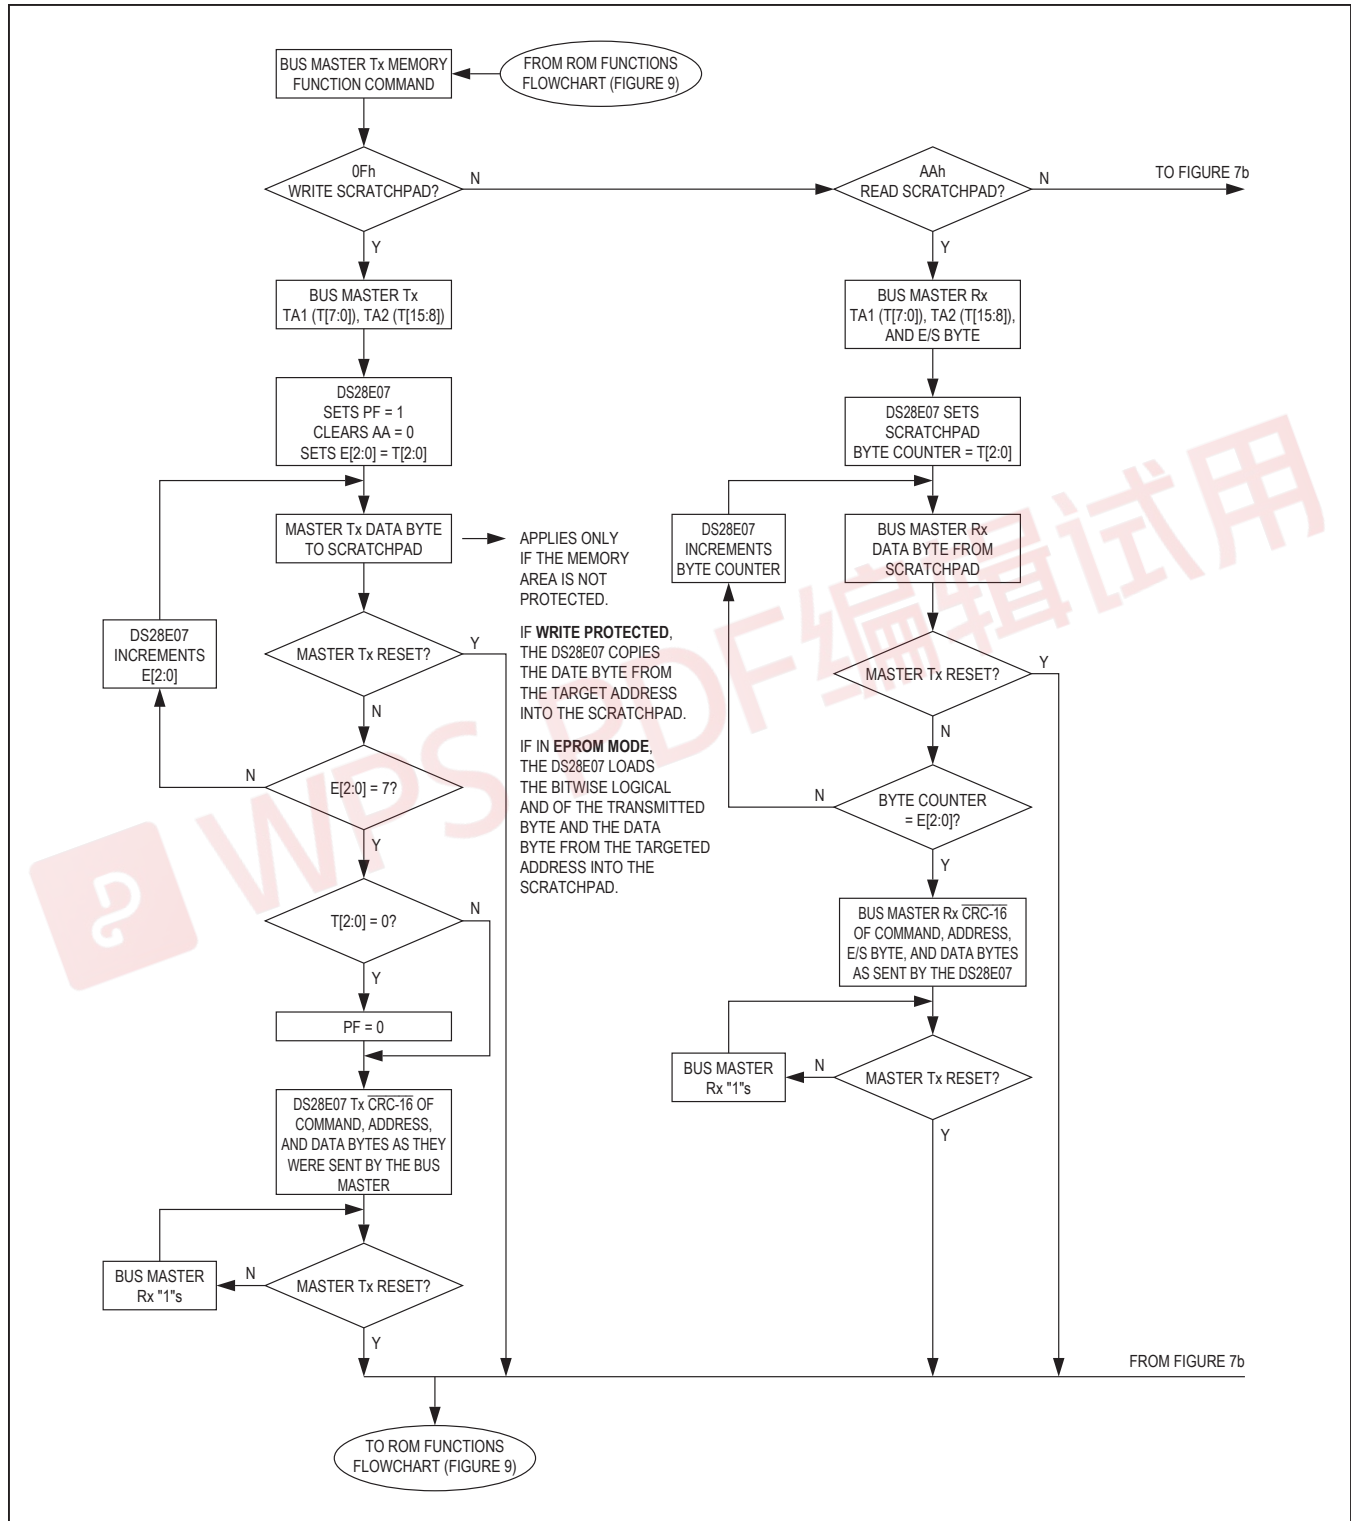 BUS MASTER Tx MEMORY
FUNCTION COMMAND
FROM ROM FUNCTIONS
FLOWCHART (FIGURE 9)
0Fh
WRITE SCRATCHPAD?
N
Y
AAh
READ SCRATCHPAD?
N
Y
TO FIGURE 7b
BUS MASTER Tx
TA1 (T[7:0]), TA2 (T[15:8])
DS28E07
SETS PF = 1
CLEARS AA = 0
SETS E[2:0] = T[2:0]
MASTER Tx DATA BYTE
TO SCRATCHPAD
APPLIES ONLY
IF THE MEMORY
AREA IS NOT
PROTECTED.
IF WRITE PROTECTED,
THE DS28E07 COPIES
THE DATE BYTE FROM
THE TARGET ADDRESS
INTO THE SCRATCHPAD.
IF IN EPROM MODE,
THE DS28E07 LOADS
THE BITWISE LOGICAL
AND OF THE TRANSMITTED
BYTE AND THE DATA
BYTE FROM THE TARGETED
ADDRESS INTO THE
SCRATCHPAD.
DS28E07
INCREMENTS
E[2:0]
MASTER Tx RESET?
Y
N
E[2:0] = 7?
N
Y
T[2:0] = 0?
N
Y
PF = 0
DS28E07 Tx CRC-16 OF
COMMAND, ADDRESS,
AND DATA BYTES AS THEY
WERE SENT BY THE BUS
MASTER
BUS MASTER
Rx "1"s
N
MASTER Tx RESET?
Y
BUS MASTER Rx
TA1 (T[7:0]), TA2 (T[15:8]),
AND E/S BYTE
DS28E07 SETS
SCRATCHPAD
BYTE COUNTER = T[2:0]
DS28E07
INCREMENTS
BYTE COUNTER
BUS MASTER Rx
DATA BYTE FROM
SCRATCHPAD
MASTER Tx RESET?
Y
N
BYTE COUNTER
= E[2:0]?
N
Y
BUS MASTER Rx CRC-16
OF COMMAND, ADDRESS,
E/S BYTE, AND DATA BYTES
AS SENT BY THE DS28E07
BUS MASTER
Rx "1"s
N
MASTER Tx RESET?
Y
FROM FIGURE 7b
TO ROM FUNCTIONS
FLOWCHART (FIGURE 9)
WPS PDF编辑试用